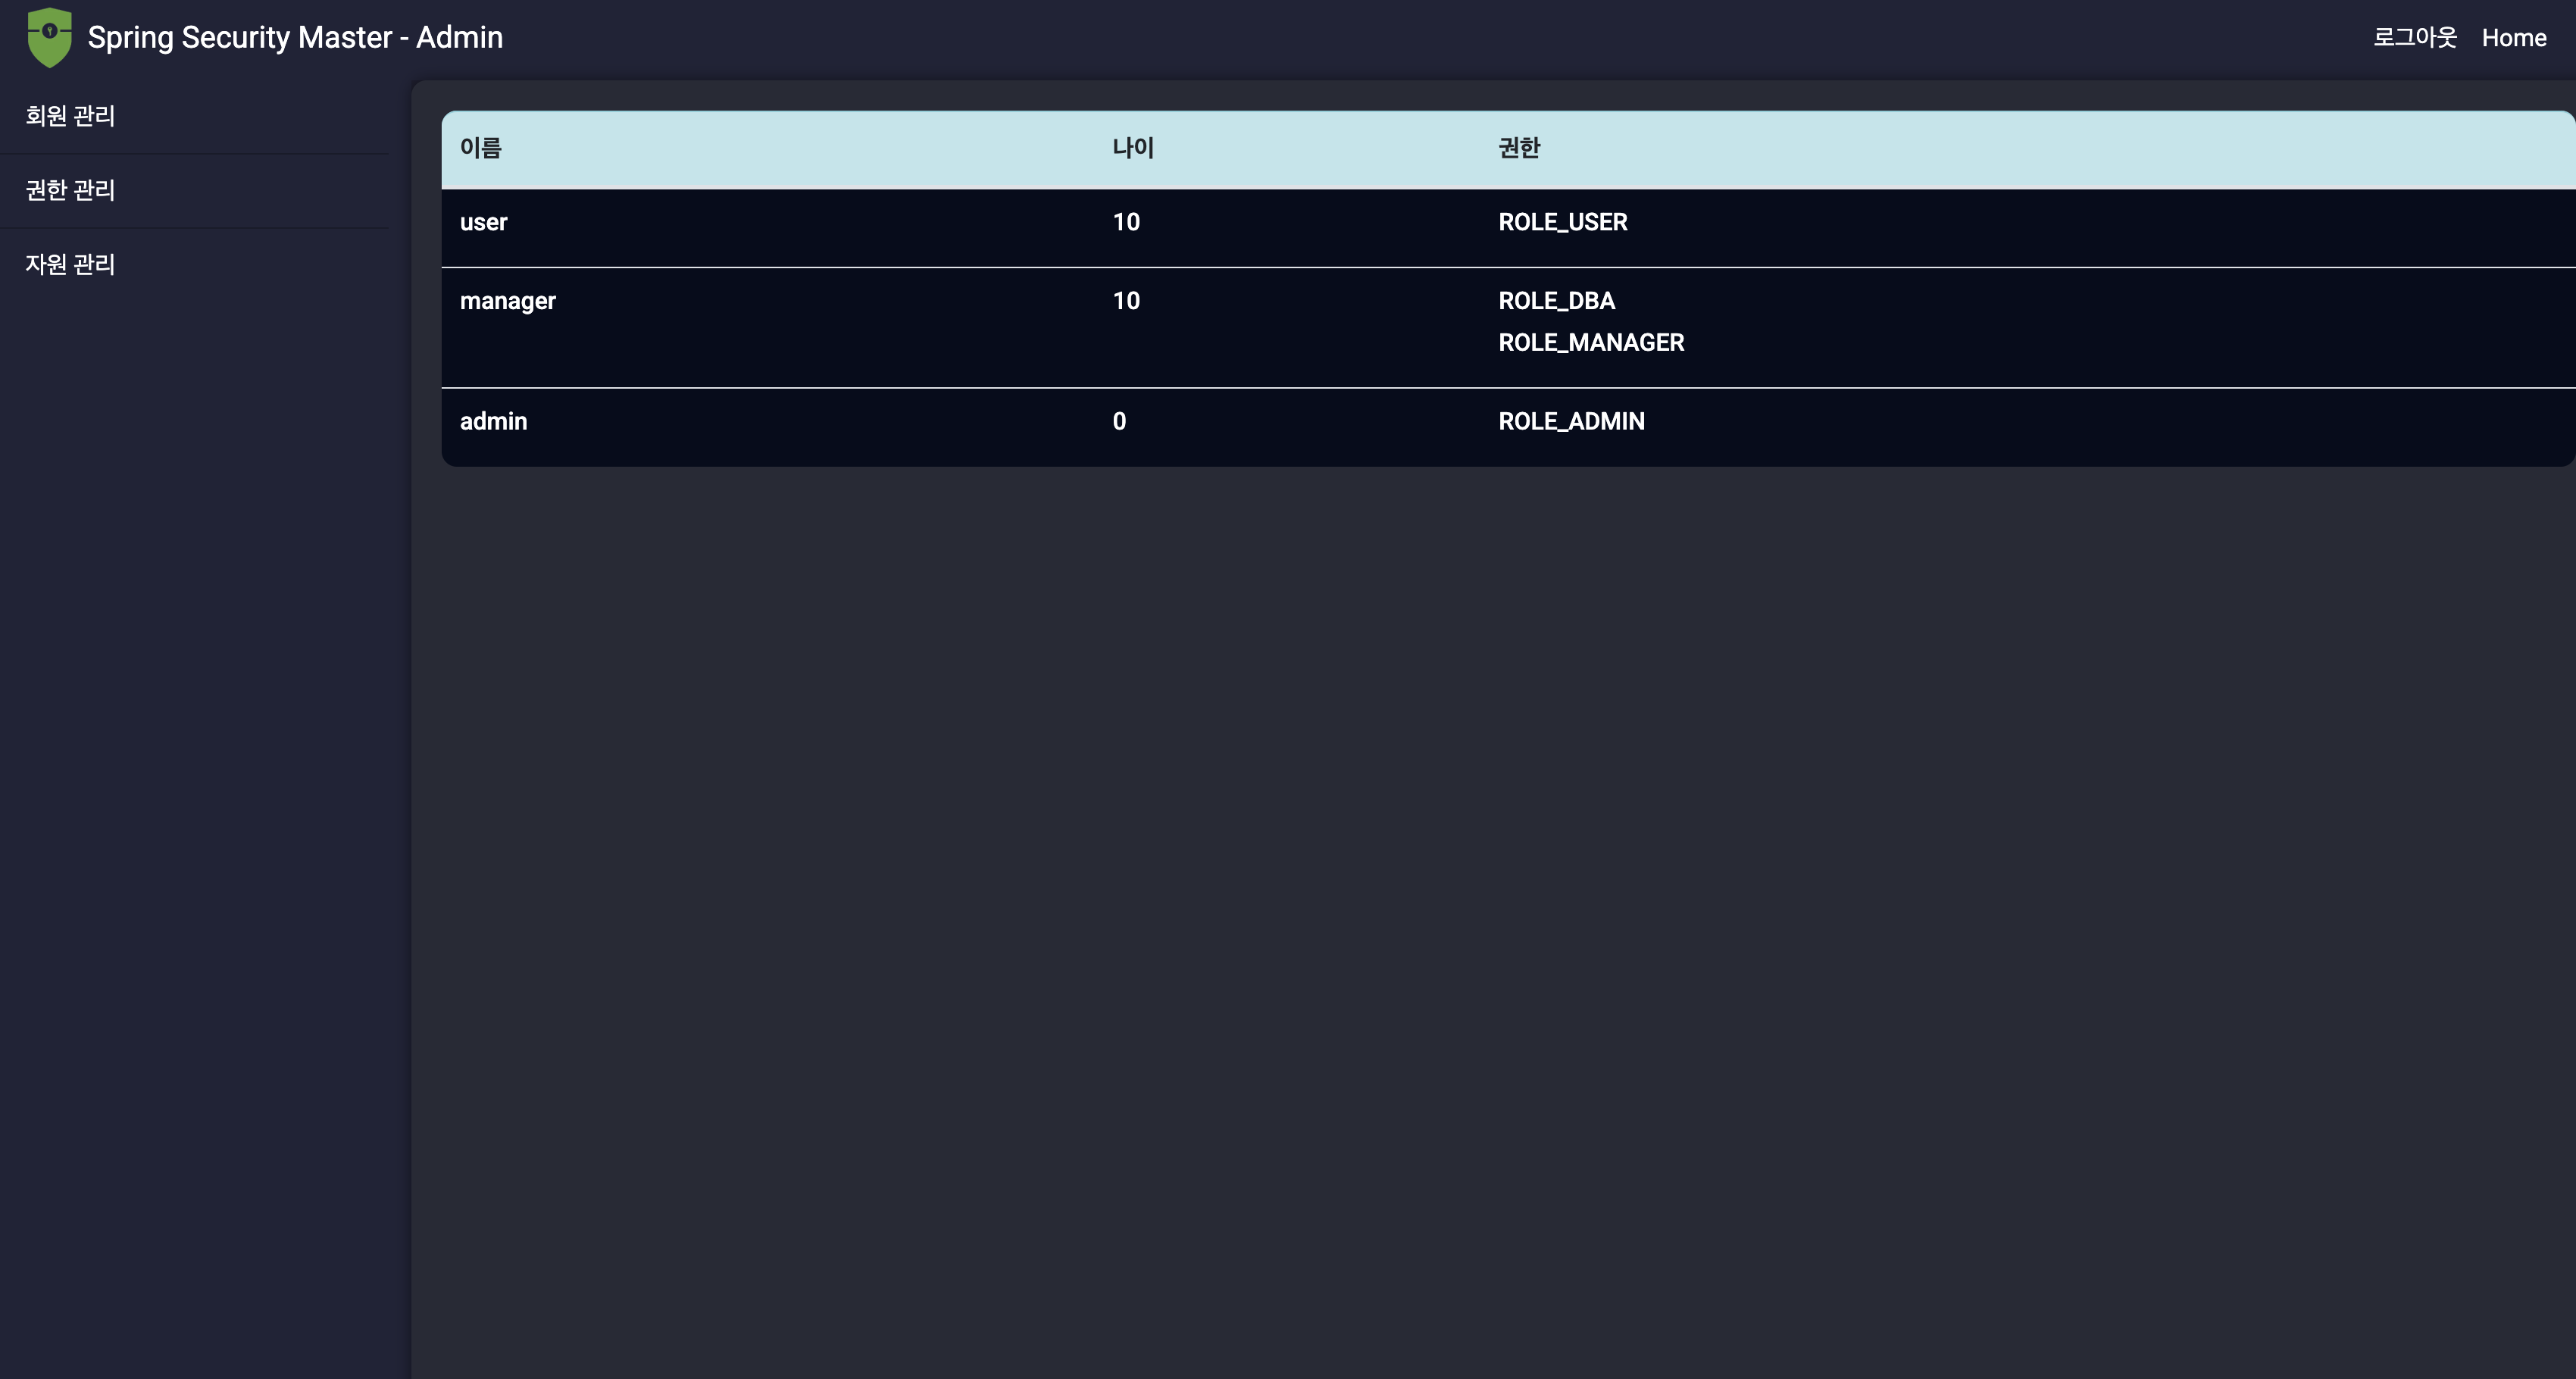 Spring Security Master - Admin
로그아웃 Home
회원 관리
권한 관리
자원 관리
이름 나이 권한
user 10 ROLE_USER
manager 10 ROLE_DBA
ROLE_MANAGER
admin 0 ROLE_ADMIN